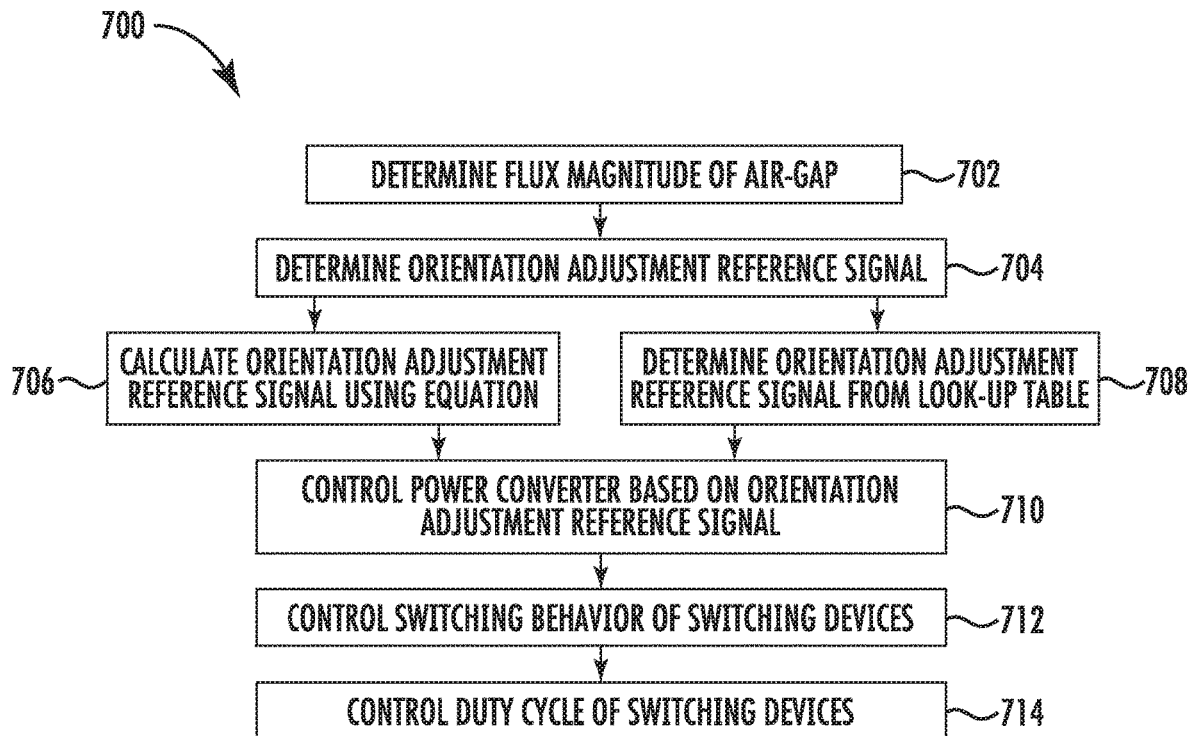 700
DETERMINE FLUX MAGNITUDE OF AIR-GAP
702
DETERMINE ORIENTATION ADJUSTMENT REFERENCE SIGNAL
704
706
CALCULATE ORIENTATION ADJUSTMENT
REFERENCE SIGNAL USING EQUATION
DETERMINE ORIENTATION ADJUSTMENT
REFERENCE SIGNAL FROM LOOK-UP TABLE
708
CONTROL POWER CONVERTER BASED ON ORIENTATION
ADJUSTMENT REFERENCE SIGNAL
710
CONTROL SWITCHING BEHAVIOR OF SWITCHING DEVICES
712
CONTROL DUTY CYCLE OF SWITCHING DEVICES
714